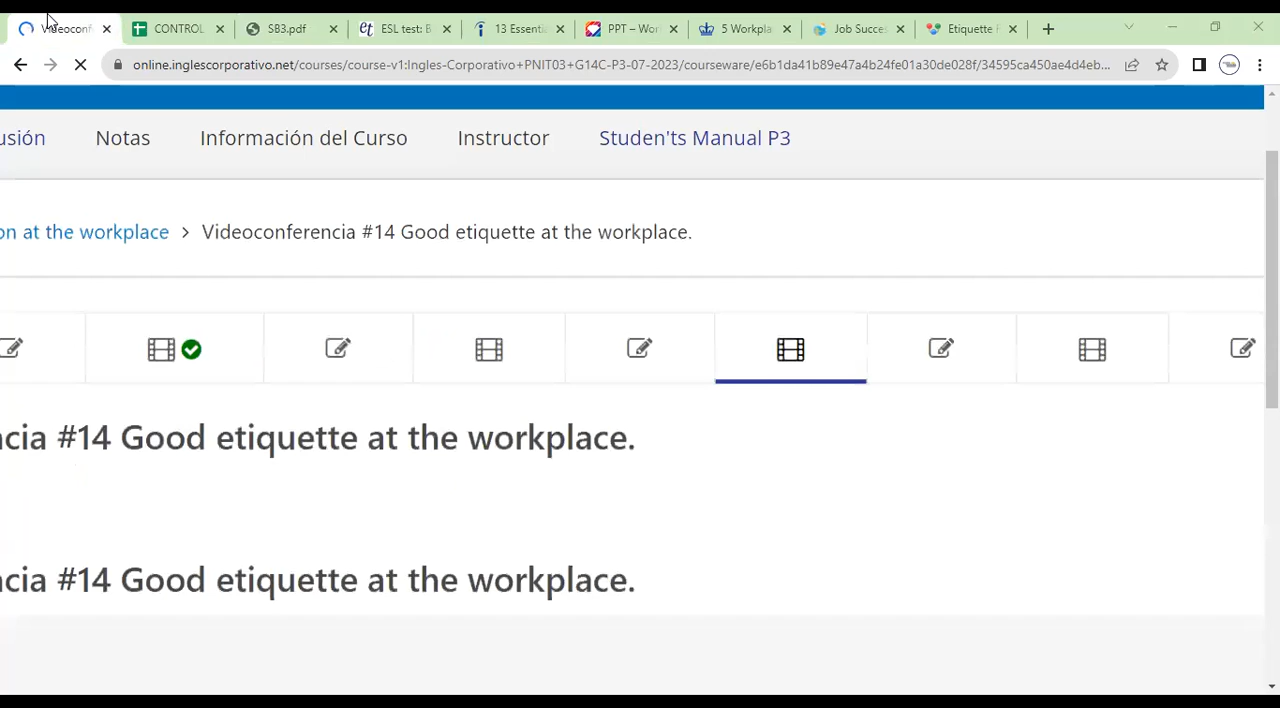 Videoconf
CONTROL
SB3.pdf
ESL test: B
13 Essenti
PPT – Wor
5 Workpla
Job Succes
Etiquette P
online.inglescorporativo.net/courses/course-v1:Ingles-Corporativo+PNIT03+G14C-P3-07-2023/courseware/e6b1da41b89e47a4b24fe01a30de028f/34595ca450ae4d4eb...
usión
Notas
Información del Curso
Instructor
Studen'ts Manual P3
on at the workplace > Videoconferencia #14 Good etiquette at the workplace.
ncia #14 Good etiquette at the workplace.
ncia #14 Good etiquette at the workplace.